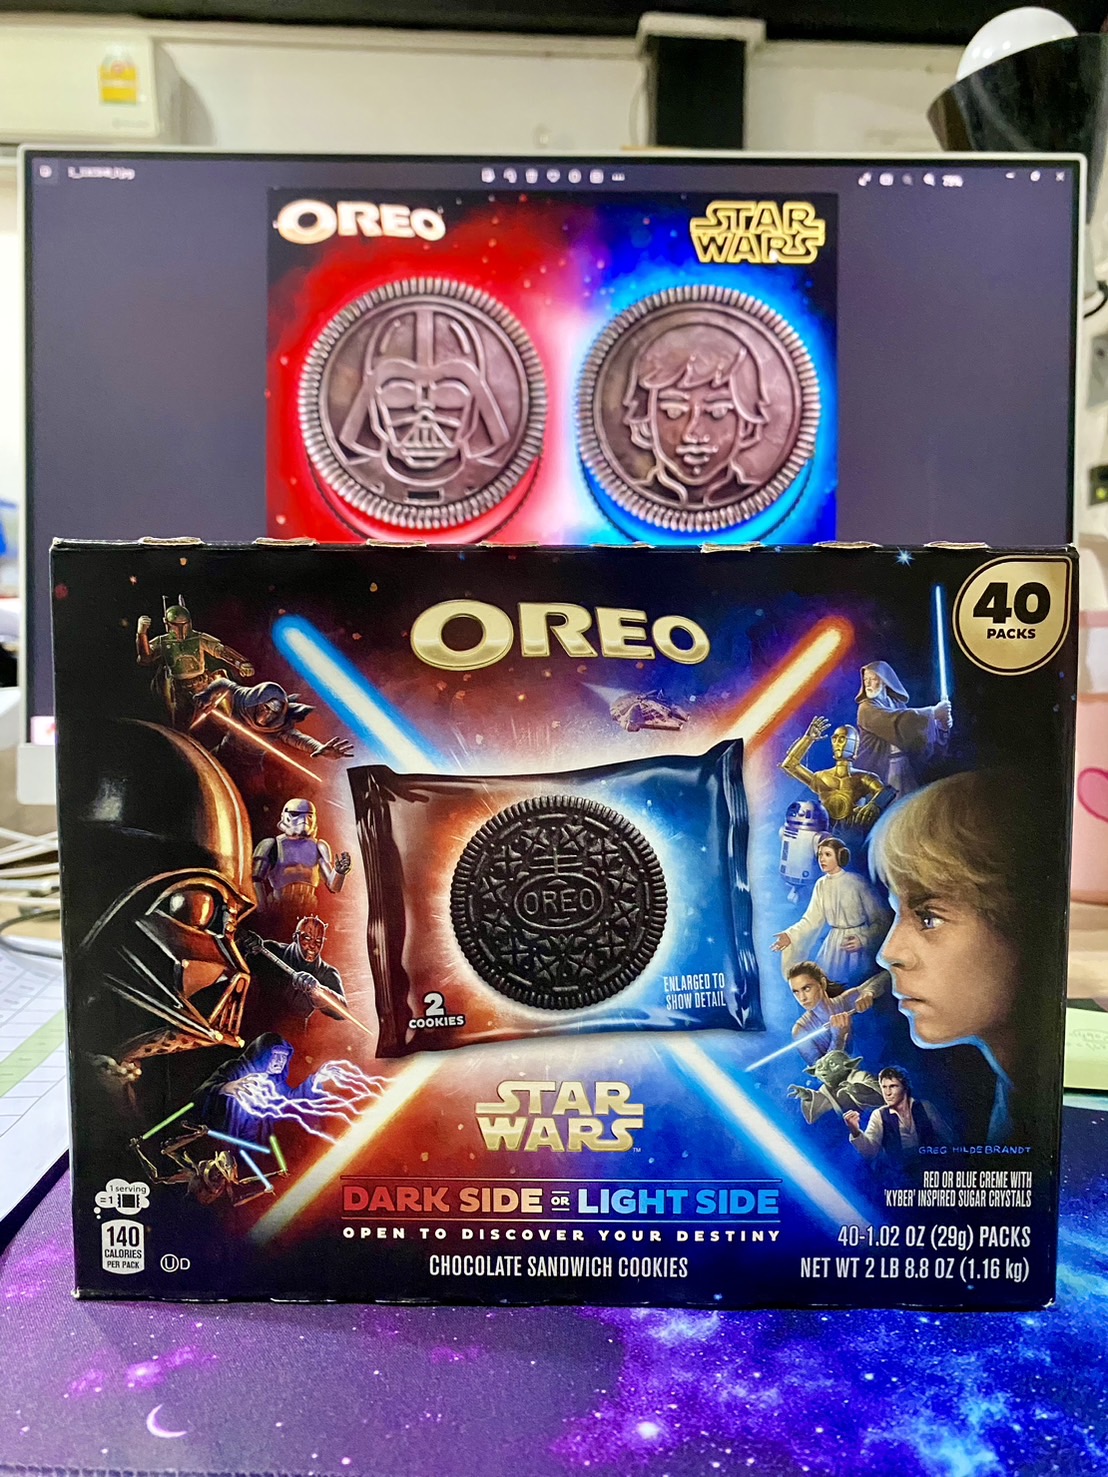 OREO
STAR
WARS
OREO
40
PACKS
OREO
2
COOKIES
ENLARGED TO
SHOW DETAIL
STAR
WARS™
GREG HILDEBRANDT
DARK SIDE OR LIGHT SIDE
OPEN TO DISCOVER YOUR DESTINY
CHOCOLATE SANDWICH COOKIES
RED OR BLUE CREME WITH
'KYBER' INSPIRED SUGAR CRYSTALS
40-1.02 OZ (29g) PACKS
NET WT 2 LB 8.8 OZ (1.16 kg)
1 serving
=1
140
CALORIES
PER PACK
UD